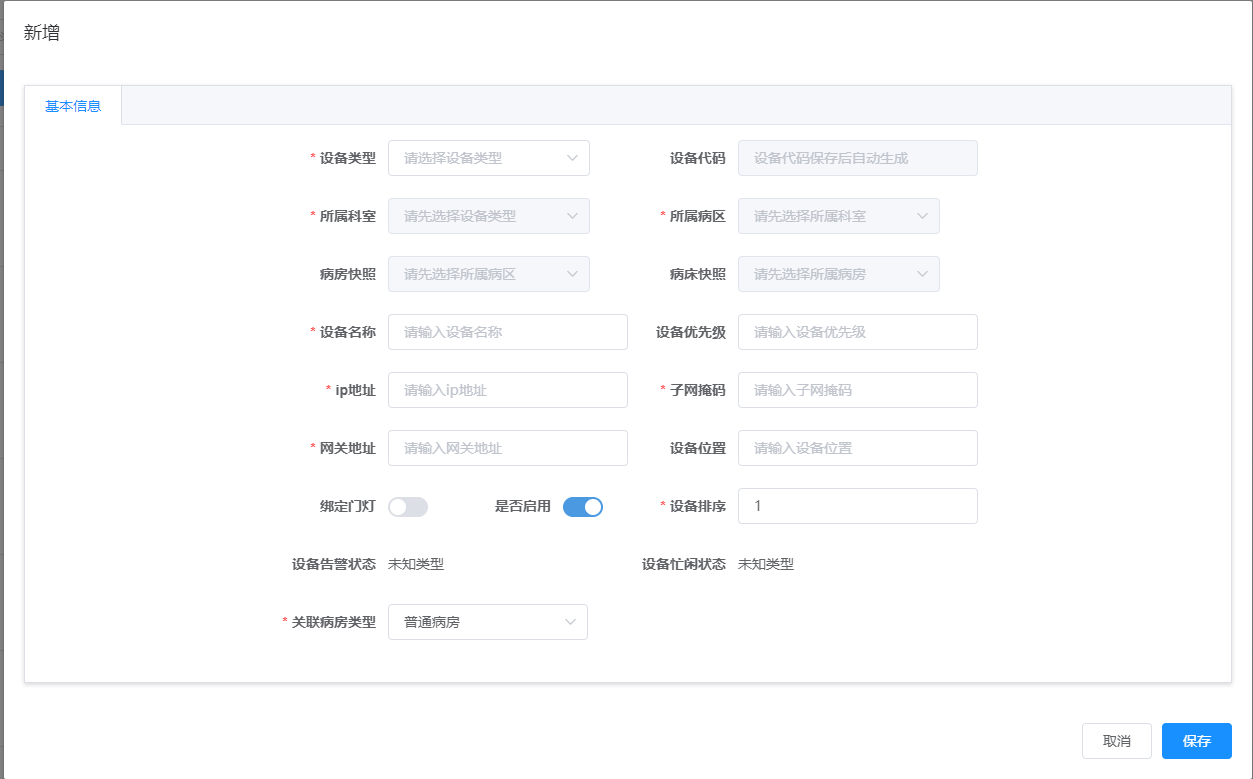 新增
基本信息
* 设备类型 请选择设备类型 设备代码 设备代码保存后自动生成
* 所属科室 请先选择设备类型 * 所属病区 请先选择所属科室
病房快照 请先选择所属病区 病床快照 请先选择所属病房
* 设备名称 请输入设备名称 设备优先级 请输入设备优先级
* ip地址 请输入ip地址 * 子网掩码 请输入子网掩码
* 网关地址 请输入网关地址 设备位置 请输入设备位置
绑定门灯 是否启用 * 设备排序 1
设备告警状态 未知类型 设备忙闲状态 未知类型
* 关联病房类型 普通病房
取消 保存